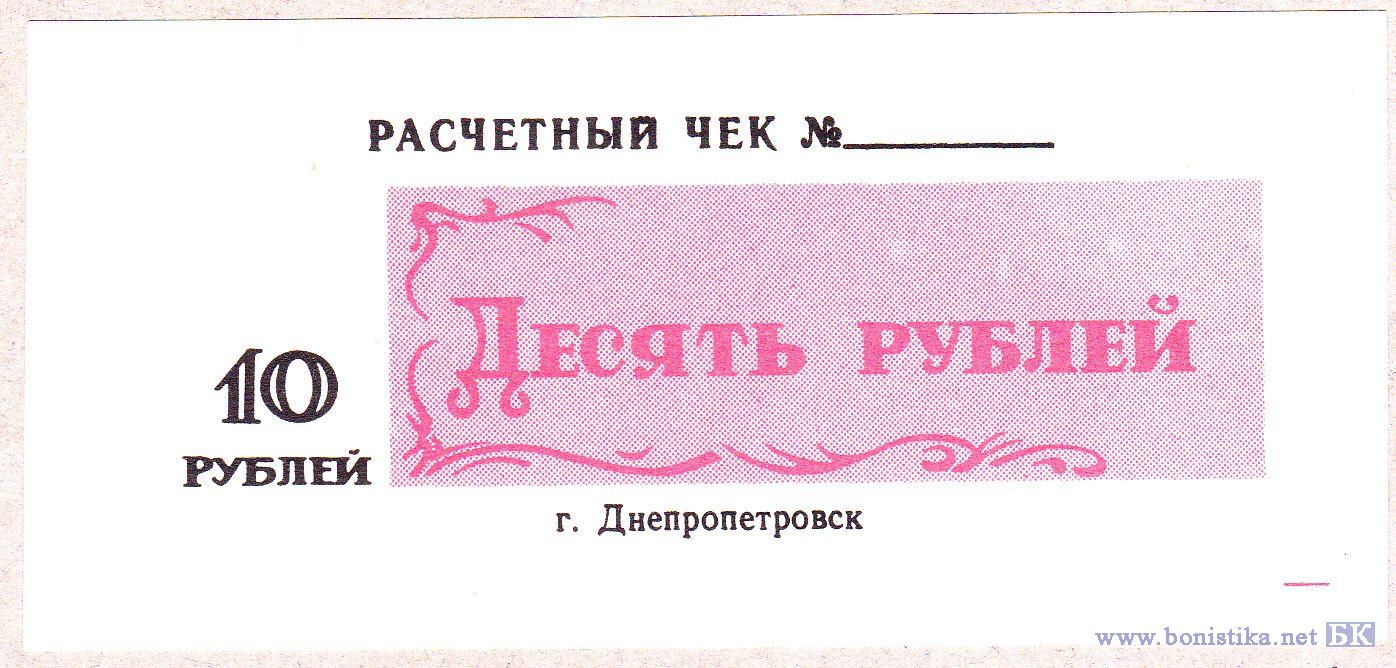 РАСЧЕТНЫЙ ЧЕК №
Десять рублей
10
рублей
г. Днепропетровск
www.bonistika.net БК